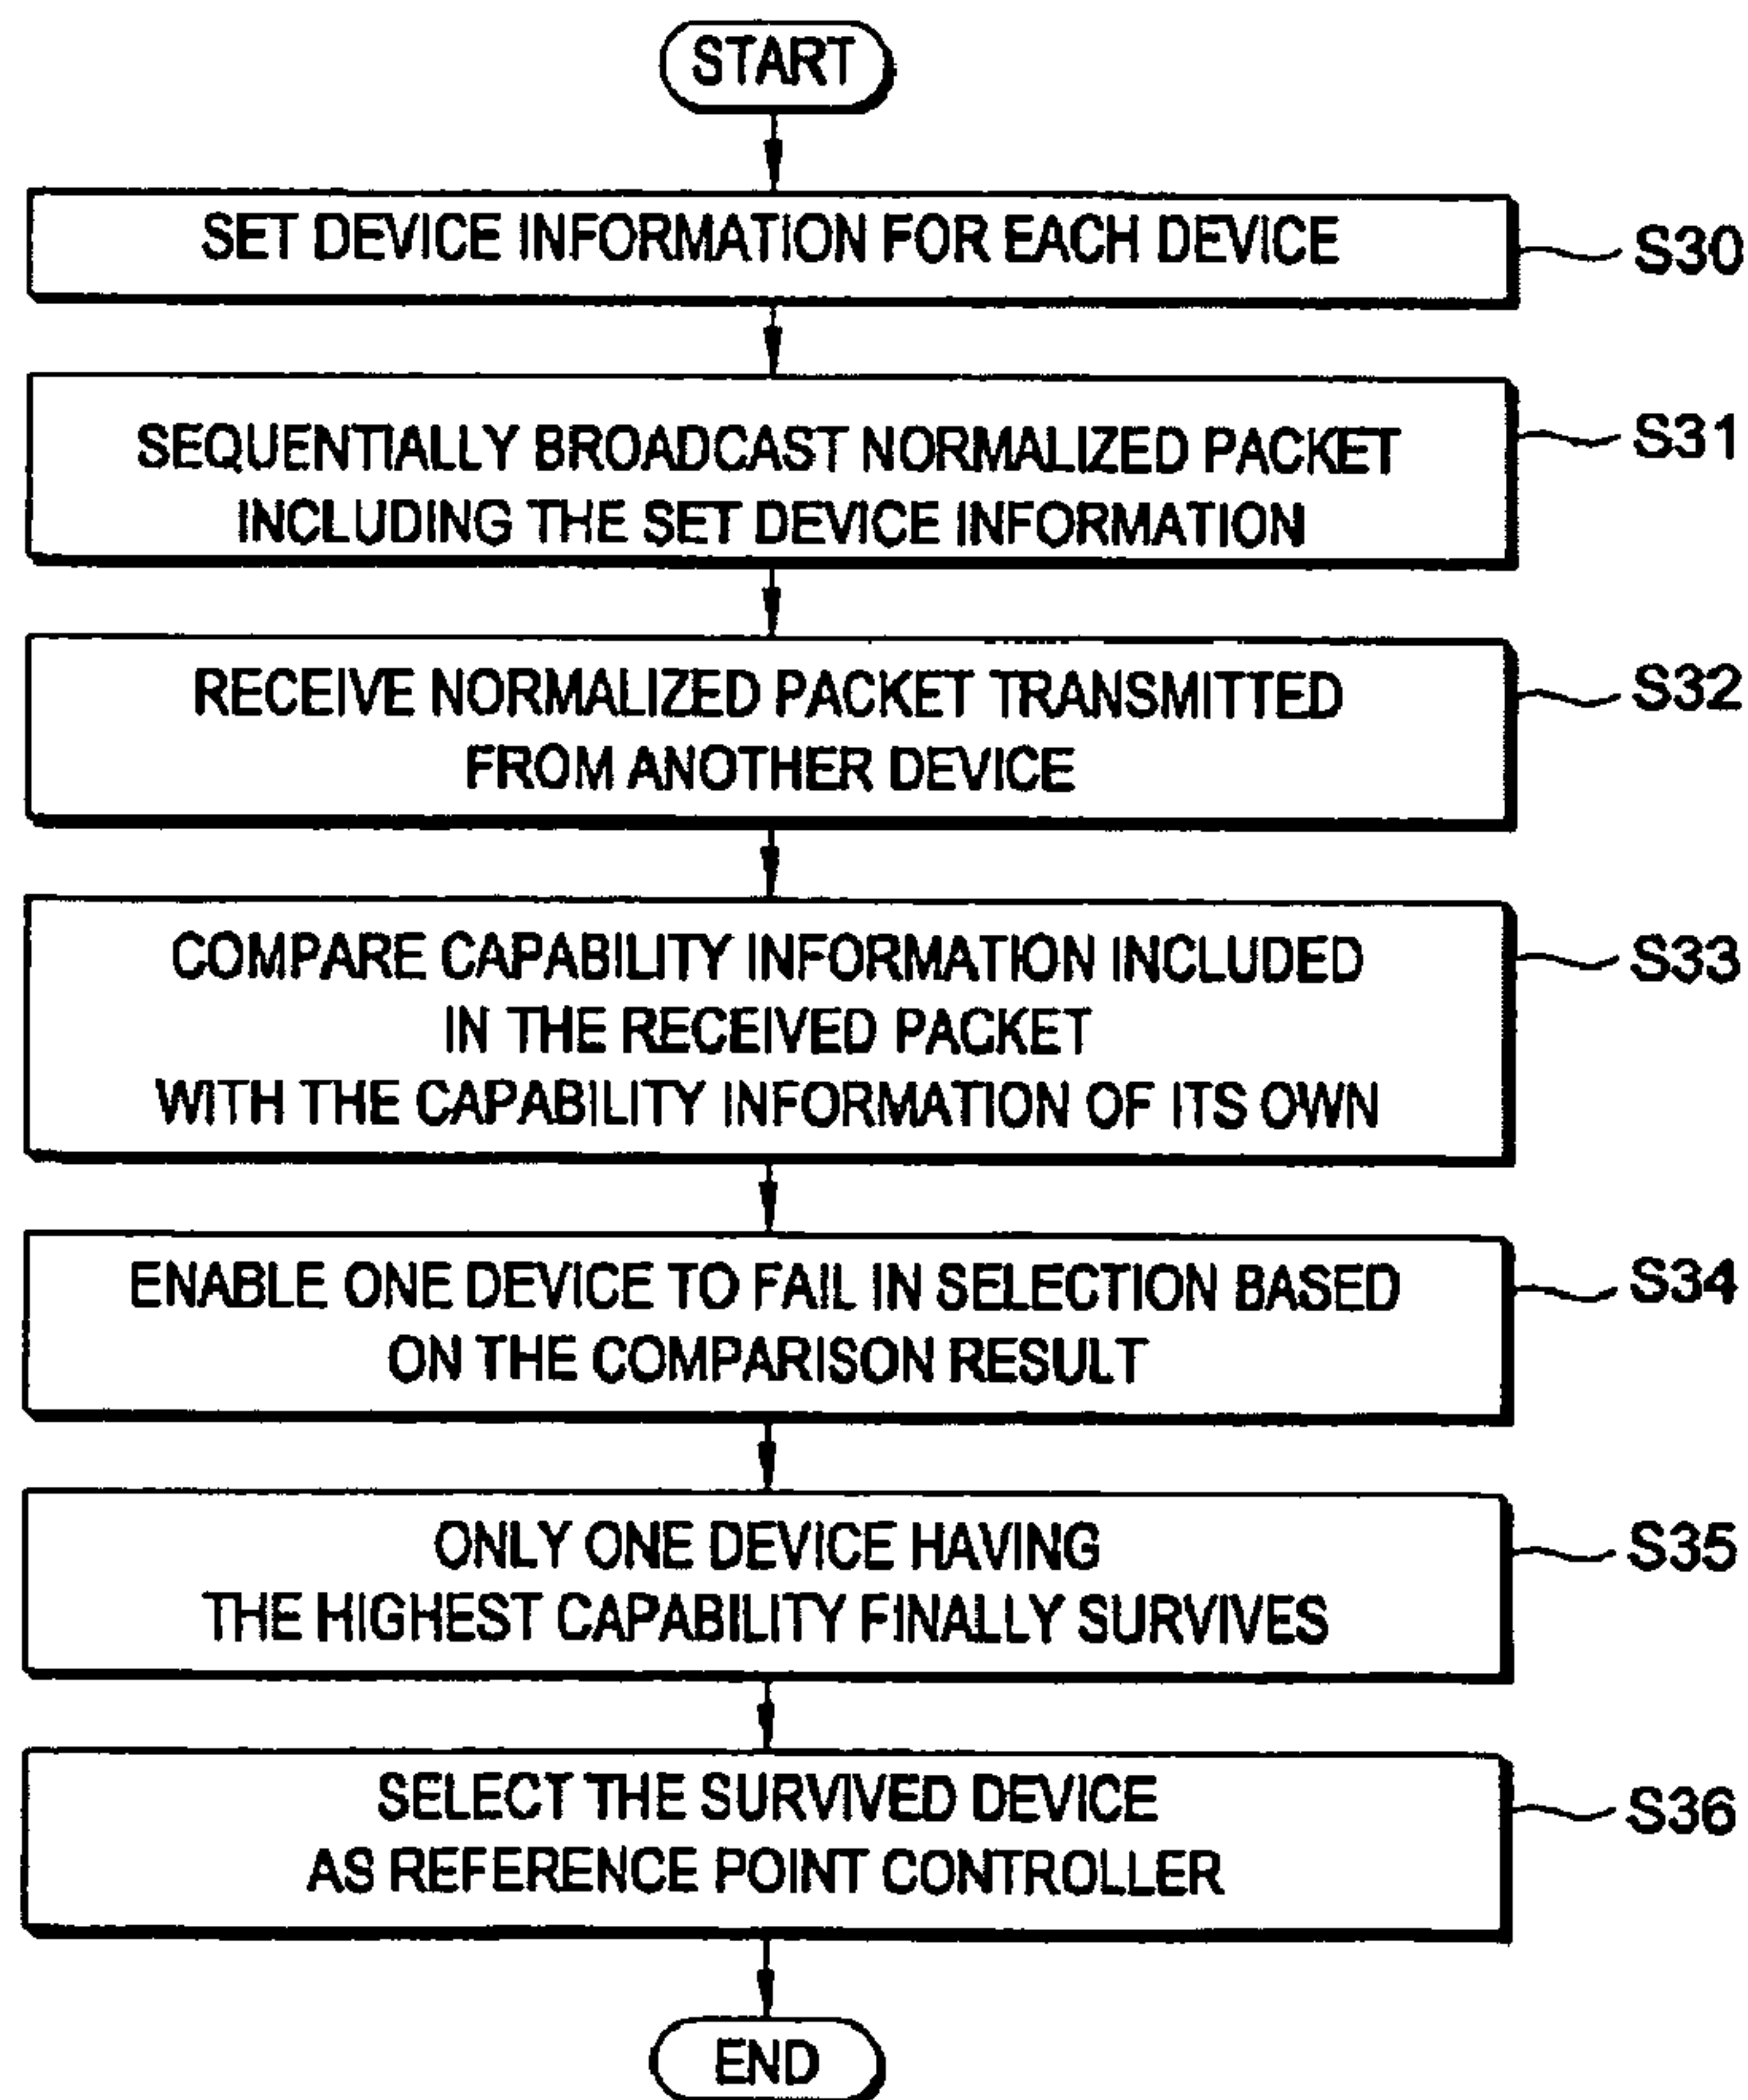 START
SET DEVICE INFORMATION FOR EACH DEVICE
S30
SEQUENTIALLY BROADCAST NORMALIZED PACKET
INCLUDING THE SET DEVICE INFORMATION
S31
RECEIVE NORMALIZED PACKET TRANSMITTED
FROM ANOTHER DEVICE
S32
COMPARE CAPABILITY INFORMATION INCLUDED
IN THE RECEIVED PACKET
WITH THE CAPABILITY INFORMATION OF ITS OWN
S33
ENABLE ONE DEVICE TO FAIL IN SELECTION BASED
ON THE COMPARISON RESULT
S34
ONLY ONE DEVICE HAVING
THE HIGHEST CAPABILITY FINALLY SURVIVES
S35
SELECT THE SURVIVED DEVICE
AS REFERENCE POINT CONTROLLER
S36
END